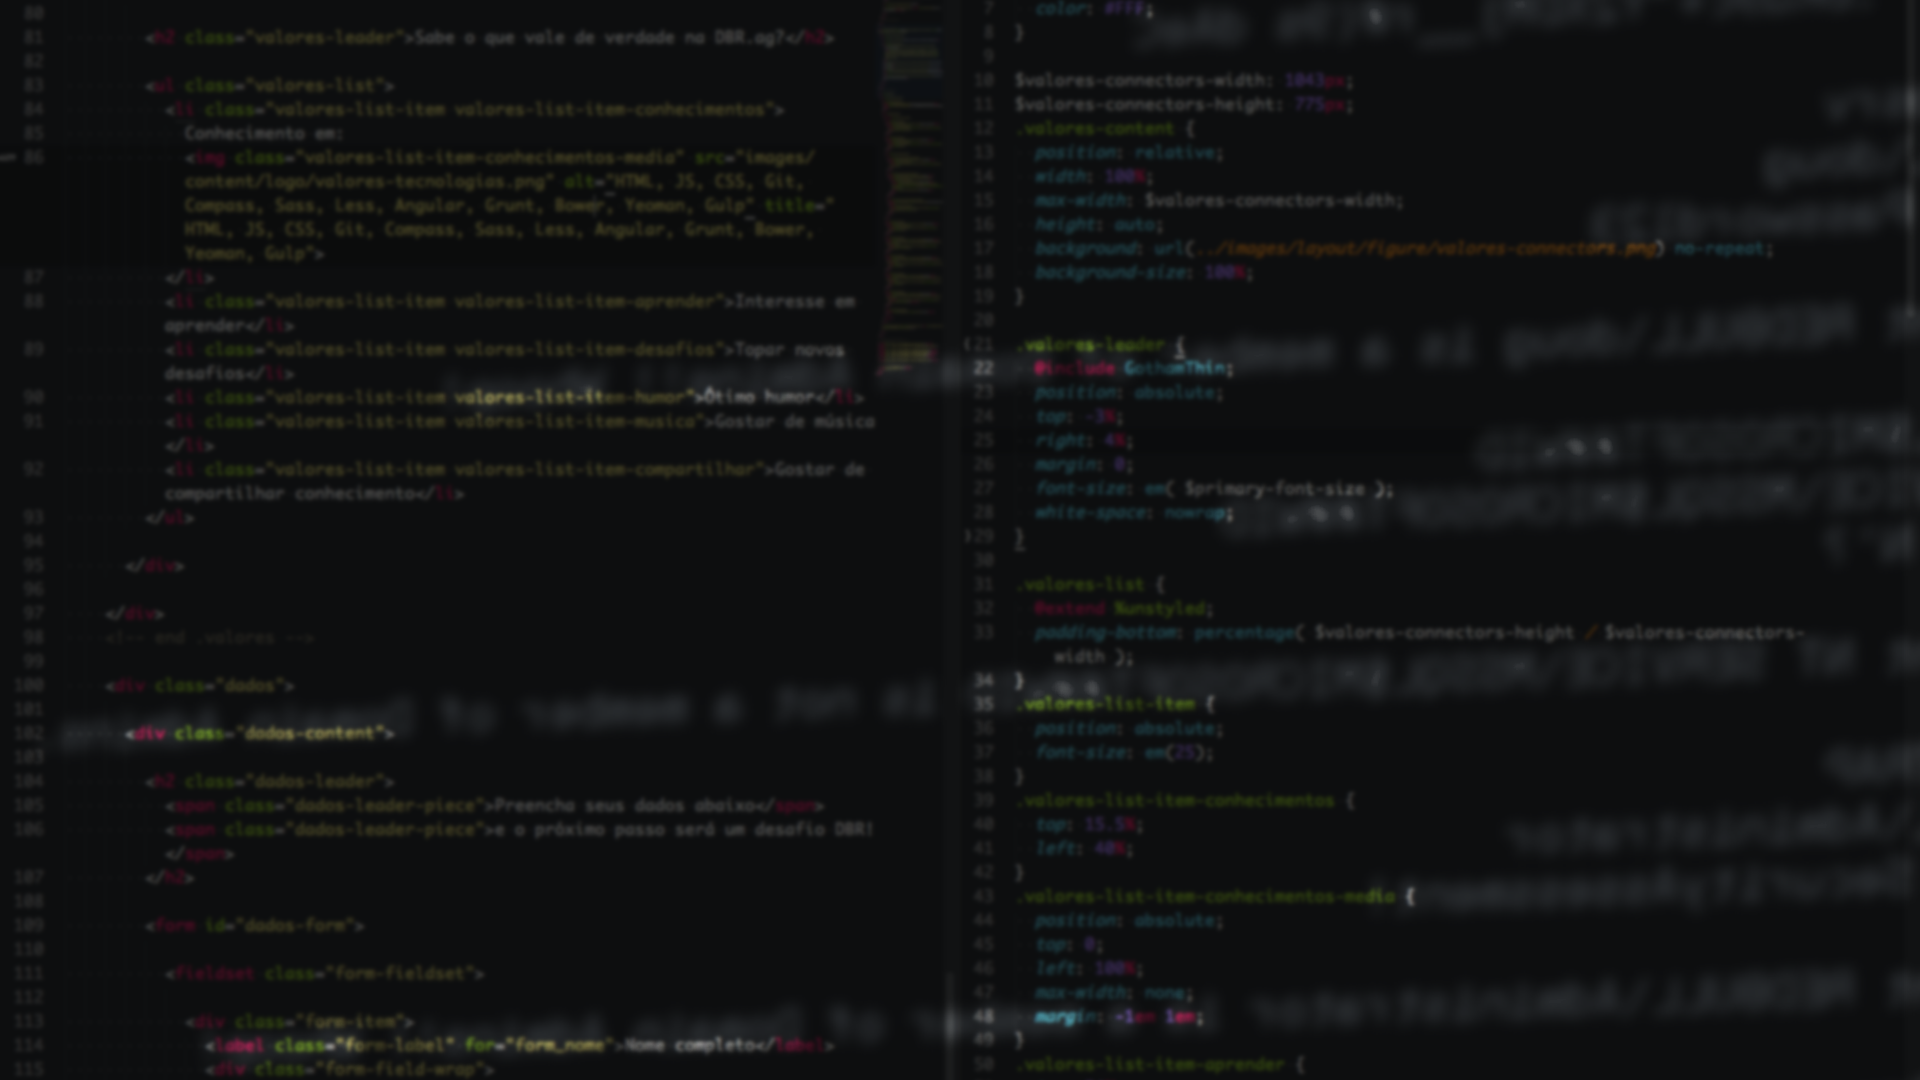 80
81 <h2 class="valores-leader">Sabe o que vale de verdade na DBR.ag?</h2>
82
83 <ul class="valores-list">
84 <li class="valores-list-item valores-list-item-conhecimentos">
85 Conhecimento em:
86 <img class="valores-list-item-conhecimentos-media" src="images/
content/logo/valores-tecnologias.png" alt="HTML, JS, CSS, Git,
Compass, Sass, Less, Angular, Grunt, Bower, Yeoman, Gulp" title="
HTML, JS, CSS, Git, Compass, Sass, Less, Angular, Grunt, Bower,
Yeoman, Gulp">
87 </li>
88 <li class="valores-list-item valores-list-item-aprender">Interesse em
aprender</li>
89 <li class="valores-list-item valores-list-item-desafios">Topar novos
desafios</li>
90 <li class="valores-list-item valores-list-item-humor">Ótimo humor</li>
91 <li class="valores-list-item valores-list-item-musica">Gostar de música
</li>
92 <li class="valores-list-item valores-list-item-compartilhar">Gostar de
compartilhar conhecimento</li>
93 </ul>
94
95 </div>
96
97 </div>
98 <!-- end .valores -->
99
100 <div class="dados">
101
102 <div class="dados-content">
103
104 <h2 class="dados-leader">
105 <span class="dados-leader-piece">Preencha seus dados abaixo</span>
106 <span class="dados-leader-piece">e o próximo passo será um desafio DBR!
</span>
107 </h2>
108
109 <form id="dados-form">
110
111 <fieldset class="form-fieldset">
112
113 <div class="form-item">
114 <label class="form-label" for="form_nome">Nome completo</label>
115 <div class="form-field-wrap">
7 color: #FFF;
8 }
9
10 $valores-connectors-width: 1043px;
11 $valores-connectors-height: 775px;
12 .valores-content {
13 position: relative;
14 width: 100%;
15 max-width: $valores-connectors-width;
16 height: auto;
17 background: url(../images/layout/figure/valores-connectors.png) no-repeat;
18 background-size: 100%;
19 }
20
21 .valores-leader {
22 @include GothamThin;
23 position: absolute;
24 top: -3%;
25 right: 4%;
26 margin: 0;
27 font-size: em( $primary-font-size );
28 white-space: nowrap;
29 }
30
31 .valores-list {
32 @extend %unstyled;
33 padding-bottom: percentage( $valores-connectors-height / $valores-connectors-
width );
34 }
35 .valores-list-item {
36 position: absolute;
37 font-size: em(25);
38 }
39 .valores-list-item-conhecimentos {
40 top: 15.5%;
41 left: 40%;
42 }
43 .valores-list-item-conhecimentos-media {
44 position: absolute;
45 top: 0;
46 left: 100%;
47 max-width: none;
48 margin: -1em 1em;
49 }
50 .valores-list-item-aprender {